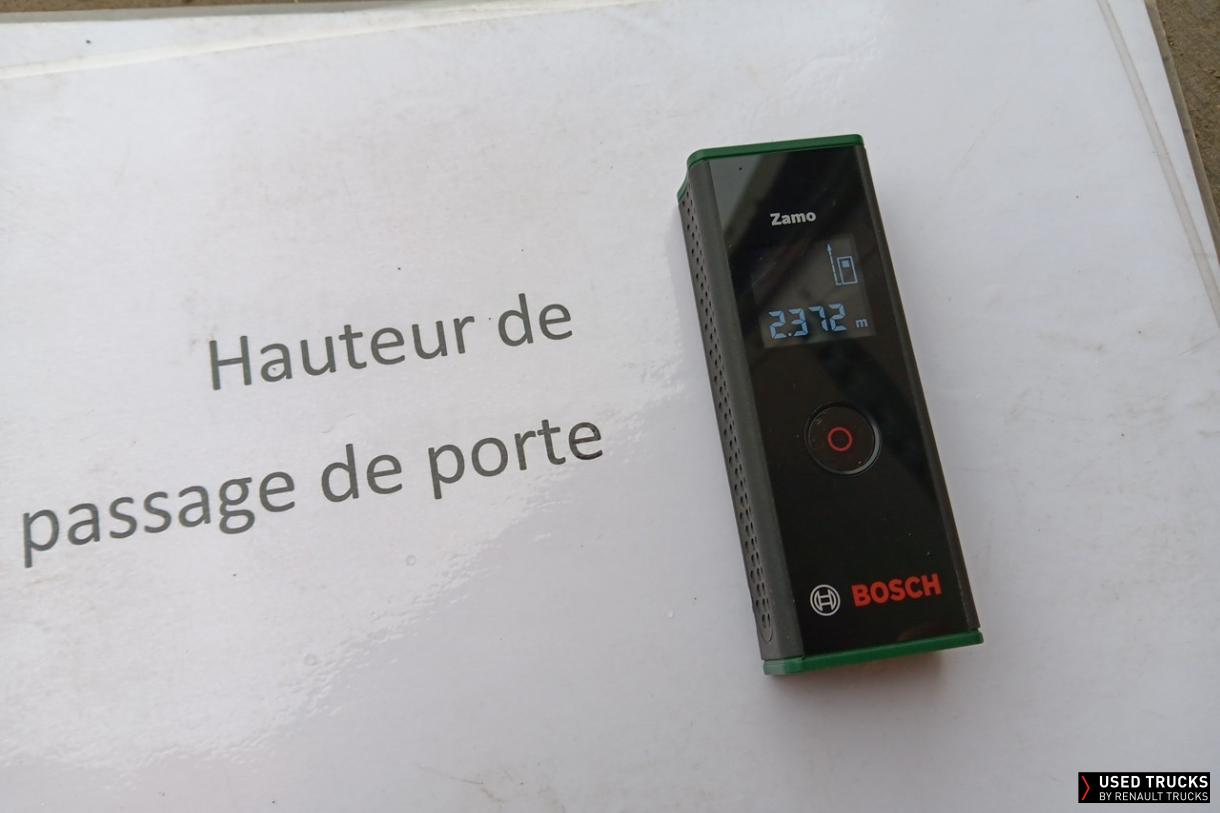 Hauteur de
passage de porte
Zamo
2.372 m
BOSCH
USED TRUCKS
BY RENAULT TRUCKS